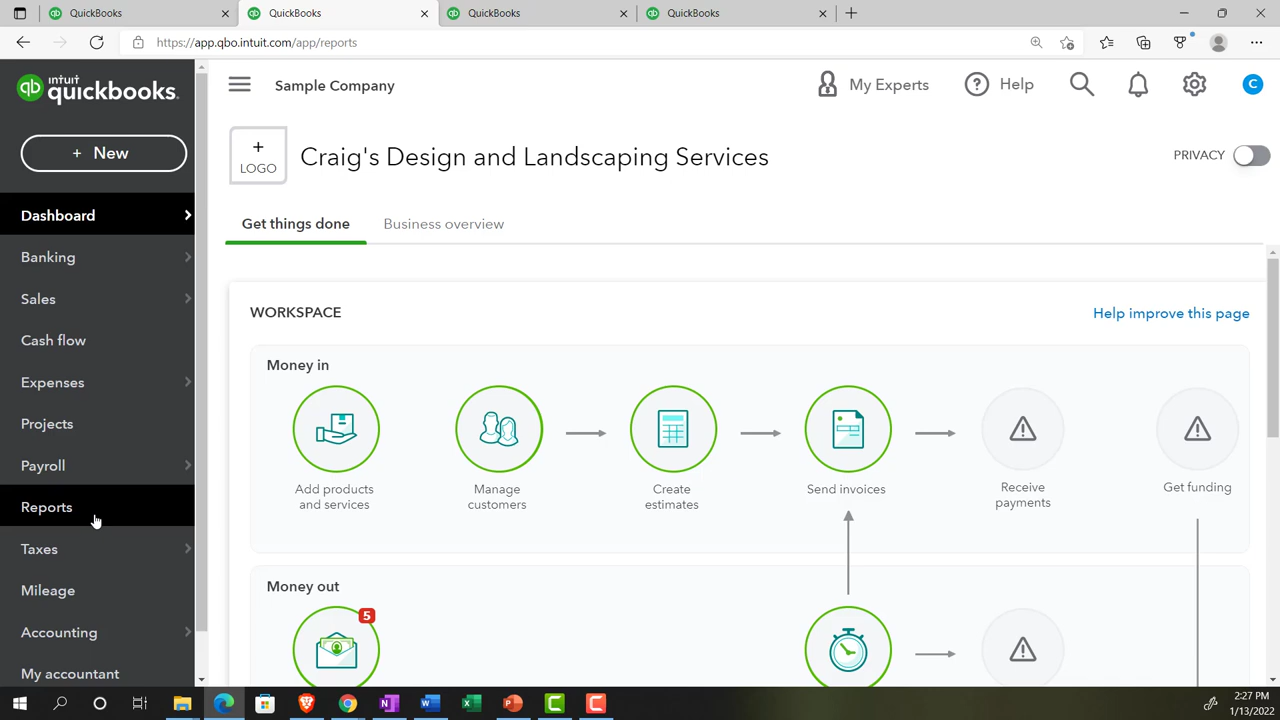 QuickBooks
QuickBooks
QuickBooks
QuickBooks
https://app.qbo.intuit.com/app/reports
intuit
quickbooks.
Sample Company
My Experts
Help
C
+ New
+
LOGO
Craig's Design and Landscaping Services
PRIVACY
Dashboard
Banking
Sales
Cash flow
Expenses
Projects
Payroll
Reports
Taxes
Mileage
Accounting
My accountant
Get things done
Business overview
WORKSPACE
Help improve this page
Money in
Add products
and services
Manage
customers
Create
estimates
Send invoices
Receive
payments
Get funding
Money out
5
2:27 PM
1/13/2022